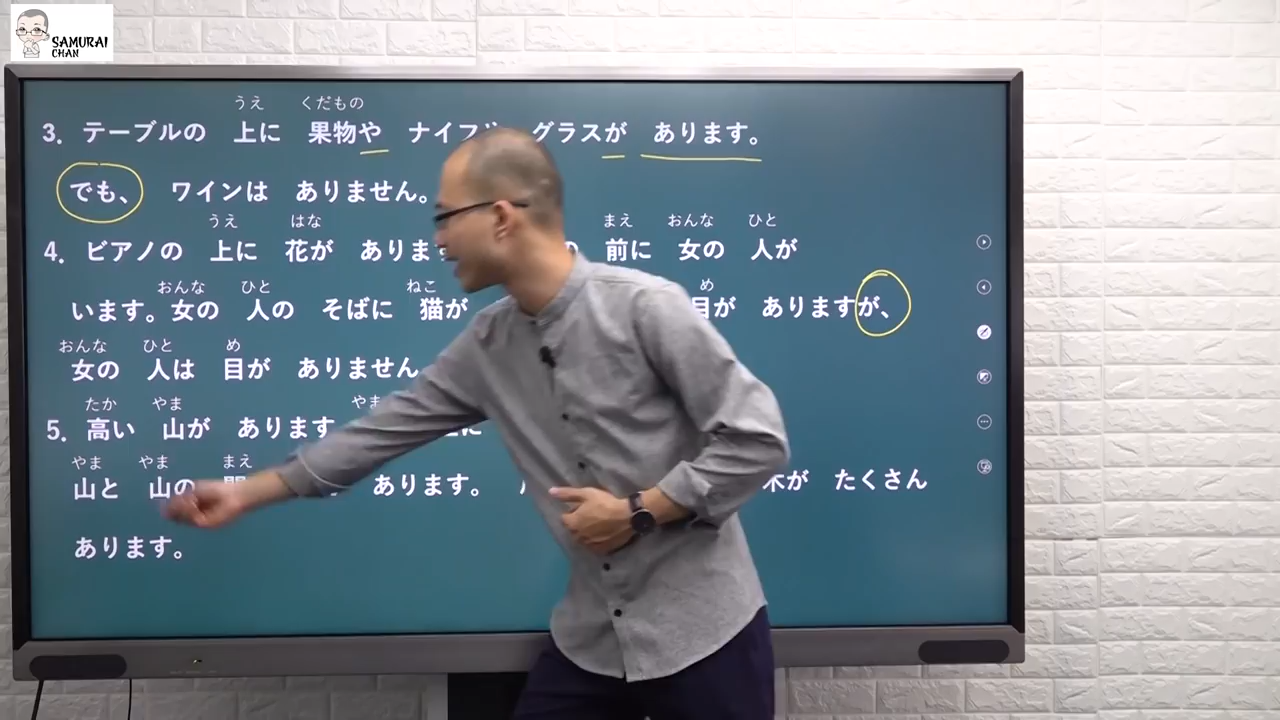 SAMURAI
CHAN
うえ くだもの
3. テーブルの 上に 果物や ナイフや グラスが あります。
でも、 ワインは ありません。
うえ はな まえ おんな ひと
4. ピアノの 上に 花が あります 前に 女の 人が
おんな ひと ねこ め
います。女の 人の そばに 猫が 目が ありますが、
おんな ひと め
女の 人は 目が ありません
たか やま やま
5. 高い 山が あります
やま やま まえ
山と 山の あります。 木が たくさん
あります。